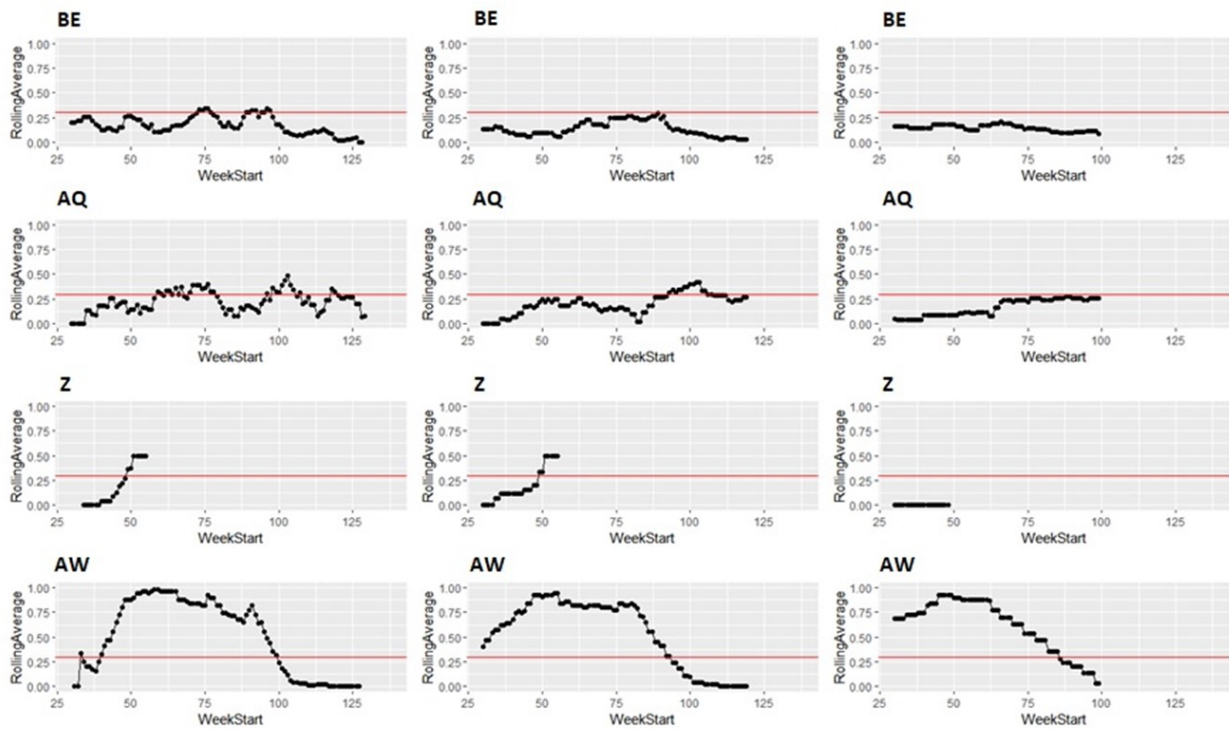 BE BE BE
1.00 1.00 1.00
0.75 0.75 0.75
0.50 0.50 0.50
0.25 0.25 0.25
0.00 0.00 0.00
RollingAverage RollingAverage RollingAverage
25 50 75 100 125 25 50 75 100 125 25 50 75 100 125
WeekStart WeekStart WeekStart
AQ AQ AQ
1.00 1.00 1.00
0.75 0.75 0.75
0.50 0.50 0.50
0.25 0.25 0.25
0.00 0.00 0.00
RollingAverage RollingAverage RollingAverage
25 50 75 100 125 25 50 75 100 125 25 50 75 100 125
WeekStart WeekStart WeekStart
Z Z Z
1.00 1.00 1.00
0.75 0.75 0.75
0.50 0.50 0.50
0.25 0.25 0.25
0.00 0.00 0.00
RollingAverage RollingAverage RollingAverage
25 50 75 100 125 25 50 75 100 125 25 50 75 100 125
WeekStart WeekStart WeekStart
AW AW AW
1.00 1.00 1.00
0.75 0.75 0.75
0.50 0.50 0.50
0.25 0.25 0.25
0.00 0.00 0.00
RollingAverage RollingAverage RollingAverage
25 50 75 100 125 25 50 75 100 125 25 50 75 100 125
WeekStart WeekStart WeekStart